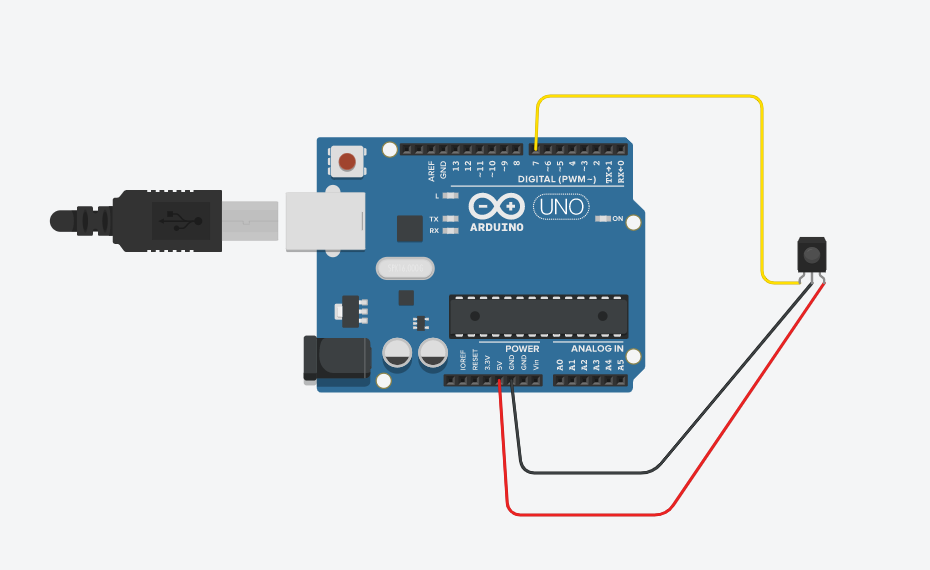 AREF
GND
13
12
~11
~10
~9
8
7
~6
~5
4
~3
2
TX→1
RX←0
DIGITAL (PWM~)
L
TX
RX
UNO
ON
ARDUINO
POWER
ANALOG IN
IOREF
RESET
3.3V
5V
GND
GND
Vin
A0
A1
A2
A3
A4
A5